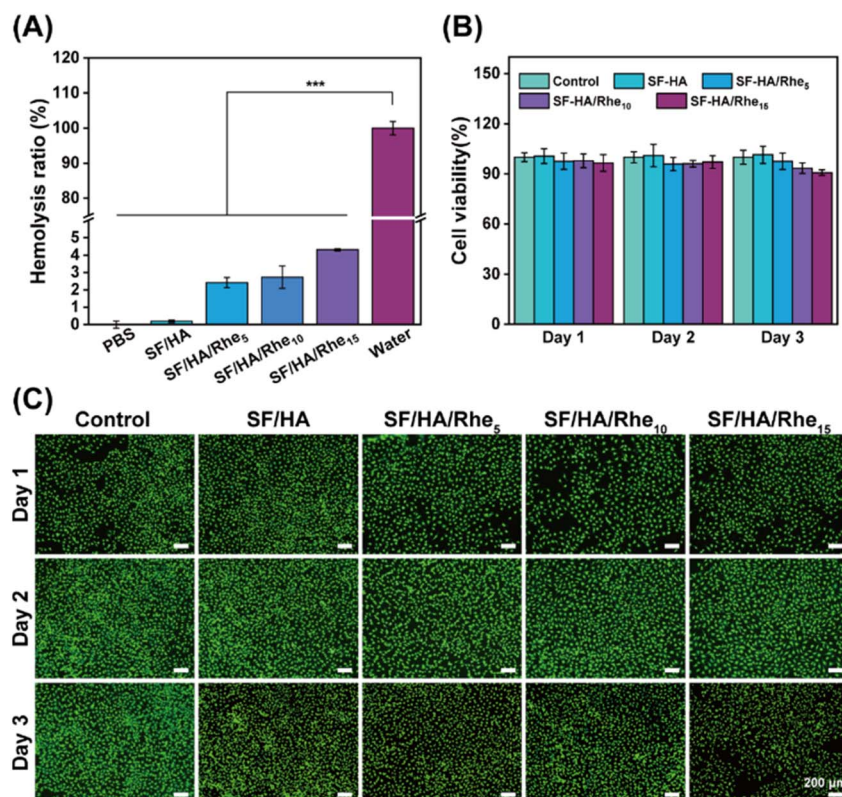 (A)
Hemolysis ratio (%)
120
110
100
90
80
5
4
3
2
1
0
***
PBS
SF/HA
SF/HA/Rhe₅
SF/HA/Rhe₁₀
SF/HA/Rhe₁₅
Water
(B)
Cell viability(%)
150
120
90
60
30
0
Control SF-HA SF-HA/Rhe₅
SF-HA/Rhe₁₀ SF-HA/Rhe₁₅
Day 1 Day 2 Day 3
(C)
Control SF/HA SF/HA/Rhe₅ SF/HA/Rhe₁₀ SF/HA/Rhe₁₅
Day 1
Day 2
Day 3
200 μm